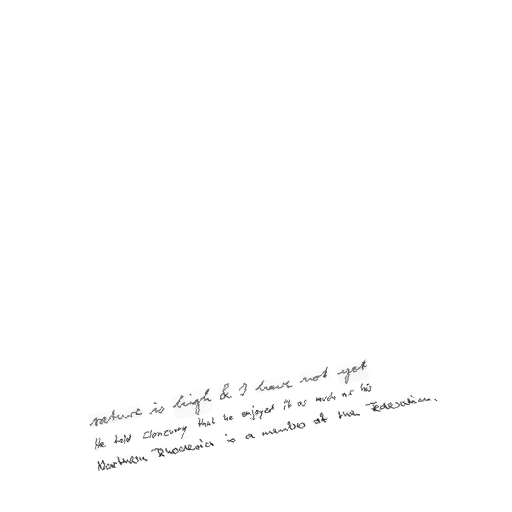 rature is high & I have not yet
He told Cloncurry that he enjoyed it as much as his
Northern Rhodesia is a member of the Federation.